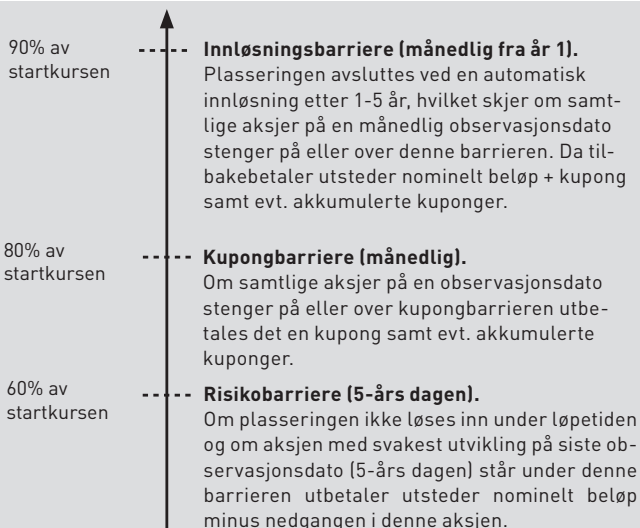 90% av
startkursen
Innløsningsbarriere (månedlig fra år 1).
Plasseringen avsluttes ved en automatisk
innløsning etter 1-5 år, hvilket skjer om samt-
lige aksjer på en månedlig observasjonsdato
stenger på eller over denne barrieren. Da til-
bakebetaler utsteder nominelt beløp + kupong
samt evt. akkumulerte kuponger.
80% av
startkursen
Kupongbarriere (månedlig).
Om samtlige aksjer på en observasjonsdato
stenger på eller over kupongbarrieren utbe-
tales det en kupong samt evt. akkumulerte
kuponger.
60% av
startkursen
Risikobarriere (5-års dagen).
Om plasseringen ikke løses inn under løpetiden
og om aksjen med svakest utvikling på siste ob-
servasjonsdato (5-års dagen) står under denne
barrieren utbetaler utsteder nominelt beløp
minus nedgangen i denne aksjen.